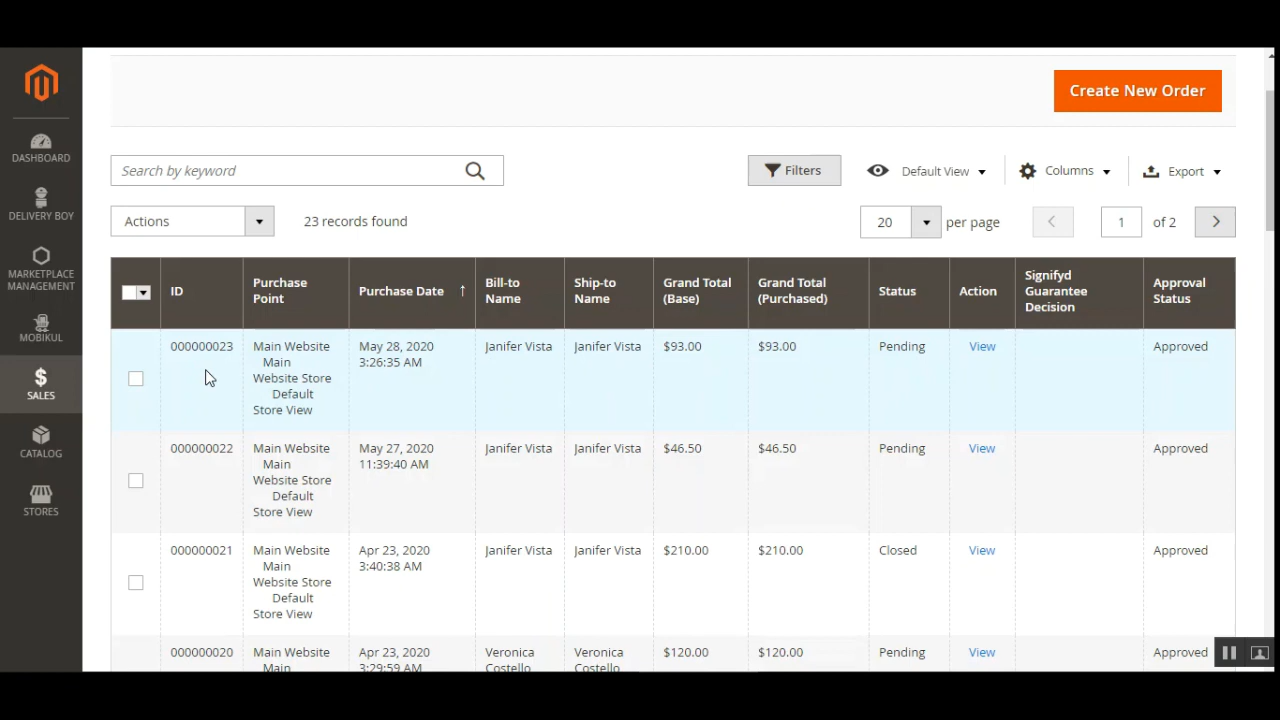 Create New Order
DASHBOARD
DELIVERY BOY
MARKETPLACE
MANAGEMENT
MOBIKUL
$
SALES
CATALOG
STORES
Search by keyword
Filters
Default View
Columns
Export
Actions
23 records found
20 per page
1 of 2
ID
Purchase
Point
Purchase Date ↑
Bill-to
Name
Ship-to
Name
Grand Total
(Base)
Grand Total
(Purchased)
Status
Action
Signifyd
Guarantee
Decision
Approval
Status
000000023
Main Website
Main
Website Store
Default
Store View
May 28, 2020
3:26:35 AM
Janifer Vista
Janifer Vista
$93.00
$93.00
Pending
View
Approved
000000022
Main Website
Main
Website Store
Default
Store View
May 27, 2020
11:39:40 AM
Janifer Vista
Janifer Vista
$46.50
$46.50
Pending
View
Approved
000000021
Main Website
Main
Website Store
Default
Store View
Apr 23, 2020
3:40:38 AM
Janifer Vista
Janifer Vista
$210.00
$210.00
Closed
View
Approved
000000020
Main Website
Main
Apr 23, 2020
3:29:59 AM
Veronica
Costello
Veronica
Costello
$120.00
$120.00
Pending
View
Approved